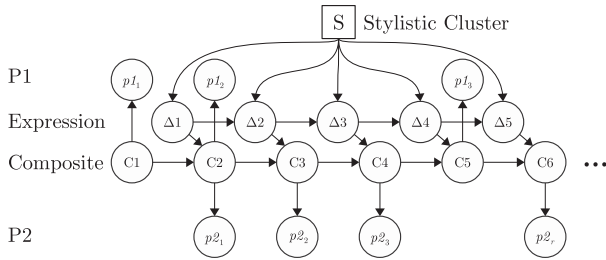 S Stylistic Cluster
P1 p1₁ p1₂ p1₃
Expression Δ1 Δ2 Δ3 Δ4 Δ5
Composite C1 C2 C3 C4 C5 C6 ...
P2 p2₁ p2₂ p2₃ p2ᵣ